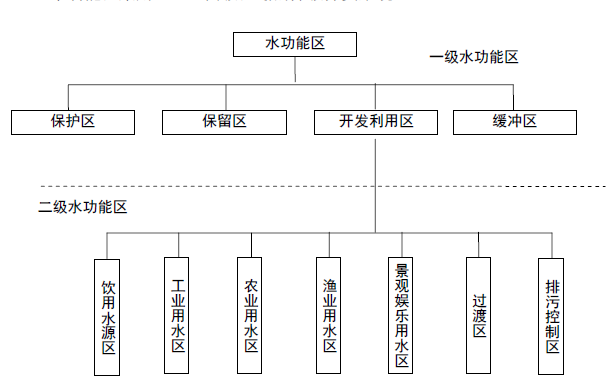 水功能区
一级水功能区
保护区
保留区
开发利用区
缓冲区
二级水功能区
饮用水源区
工业用水区
农业用水区
渔业用水区
景观娱乐用水区
过渡区
排污控制区